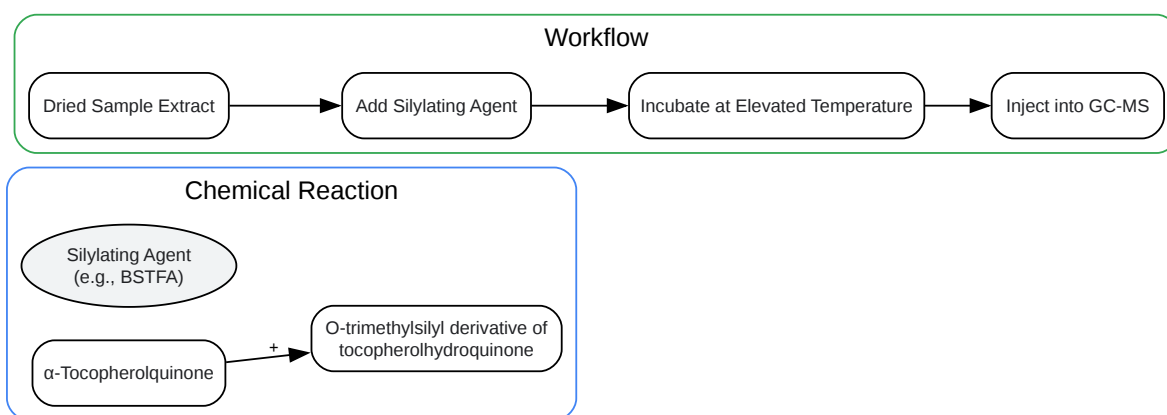 Workflow
Dried Sample Extract
Add Silylating Agent
Incubate at Elevated Temperature
Inject into GC-MS
Chemical Reaction
Silylating Agent
(e.g., BSTFA)
α-Tocopherolquinone
+
O-trimethylsilyl derivative of
tocopherolhydroquinone